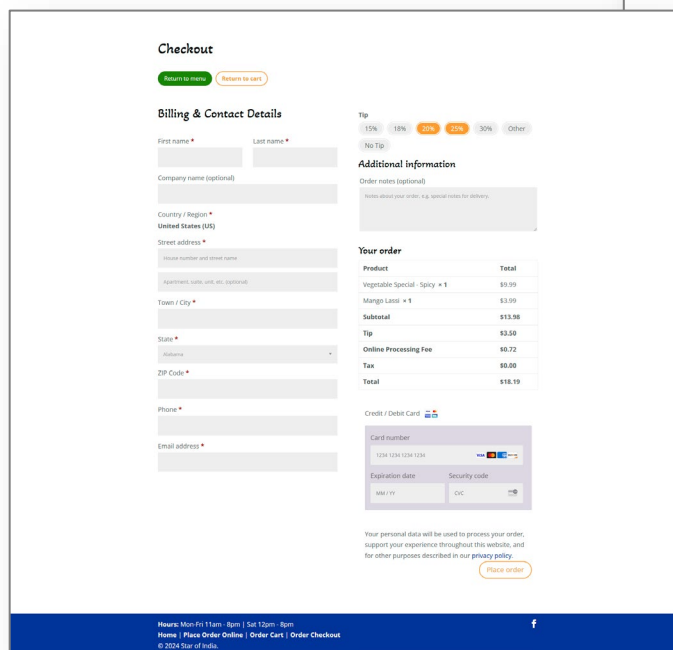 Checkout
Return to menu
Return to cart
Billing & Contact Details
First name *
Last name *
Company name (optional)
Country / Region *
United States (US)
Street address *
House number and street name
Apartment, suite, unit, etc. (optional)
Town / City *
State *
Alabama
ZIP Code *
Phone *
Email address *
Tip
15% 18% 20% 25% 30% Other
No Tip
Additional information
Order notes (optional)
Notes about your order, e.g. special notes for delivery.
Your order
Product Total
Vegetable Special - Spicy × 1 $9.99
Mango Lassi × 1 $3.99
Subtotal $13.98
Tip $3.50
Online Processing Fee $0.72
Tax $0.00
Total $18.19
Credit / Debit Card
Card number
1234 1234 1234 1234 VISA
Expiration date Security code
MM / YY CVC
Your personal data will be used to process your order,
support your experience throughout this website, and
for other purposes described in our privacy policy.
Place order
Hours: Mon-Fri 11am - 8pm | Sat 12pm - 8pm
Home | Place Order Online | Order Cart | Order Checkout
© 2024 Star of India.